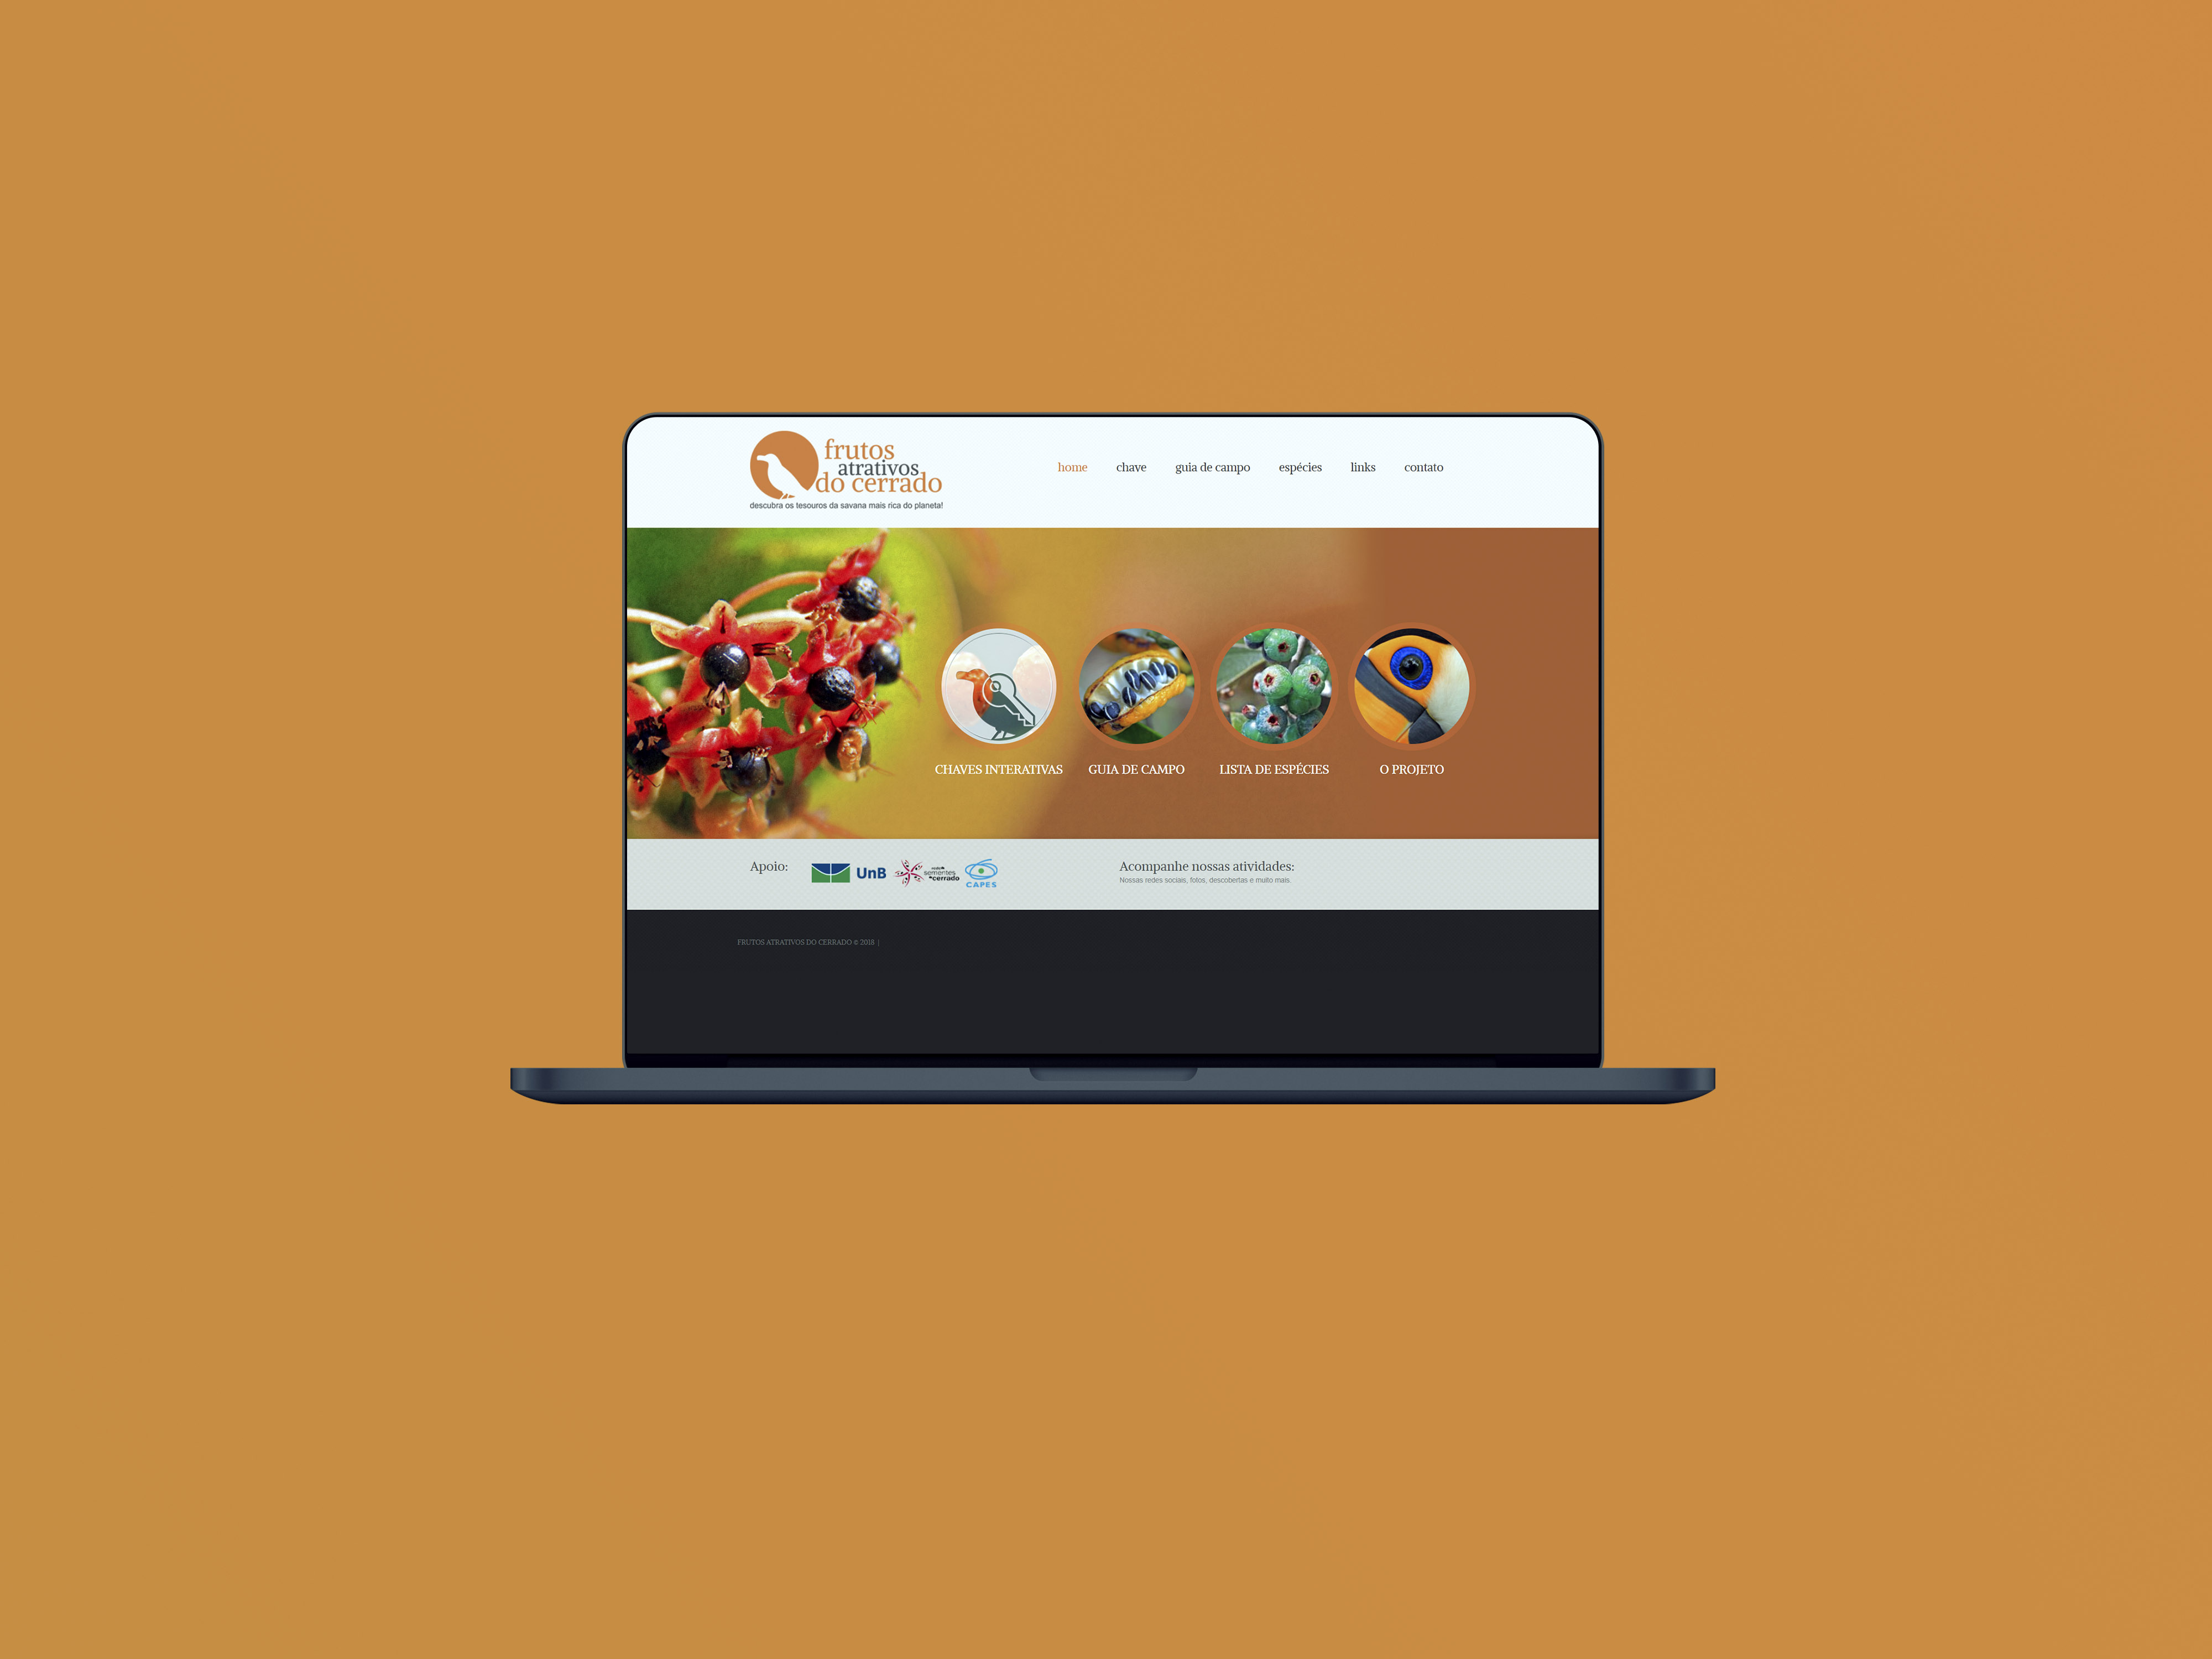 frutos
atrativos
do cerrado
descubra os tesouros da savana mais rica do planeta!
home chave guia de campo espécies links contato
CHAVES INTERATIVAS GUIA DE CAMPO LISTA DE ESPÉCIES O PROJETO
Apoio:
UnB
rede de
sementes
do cerrado
CAPES
Acompanhe nossas atividades:
Nossas redes sociais, fotos, descobertas e muito mais.
FRUTOS ATRATIVOS DO CERRADO © 2018 |